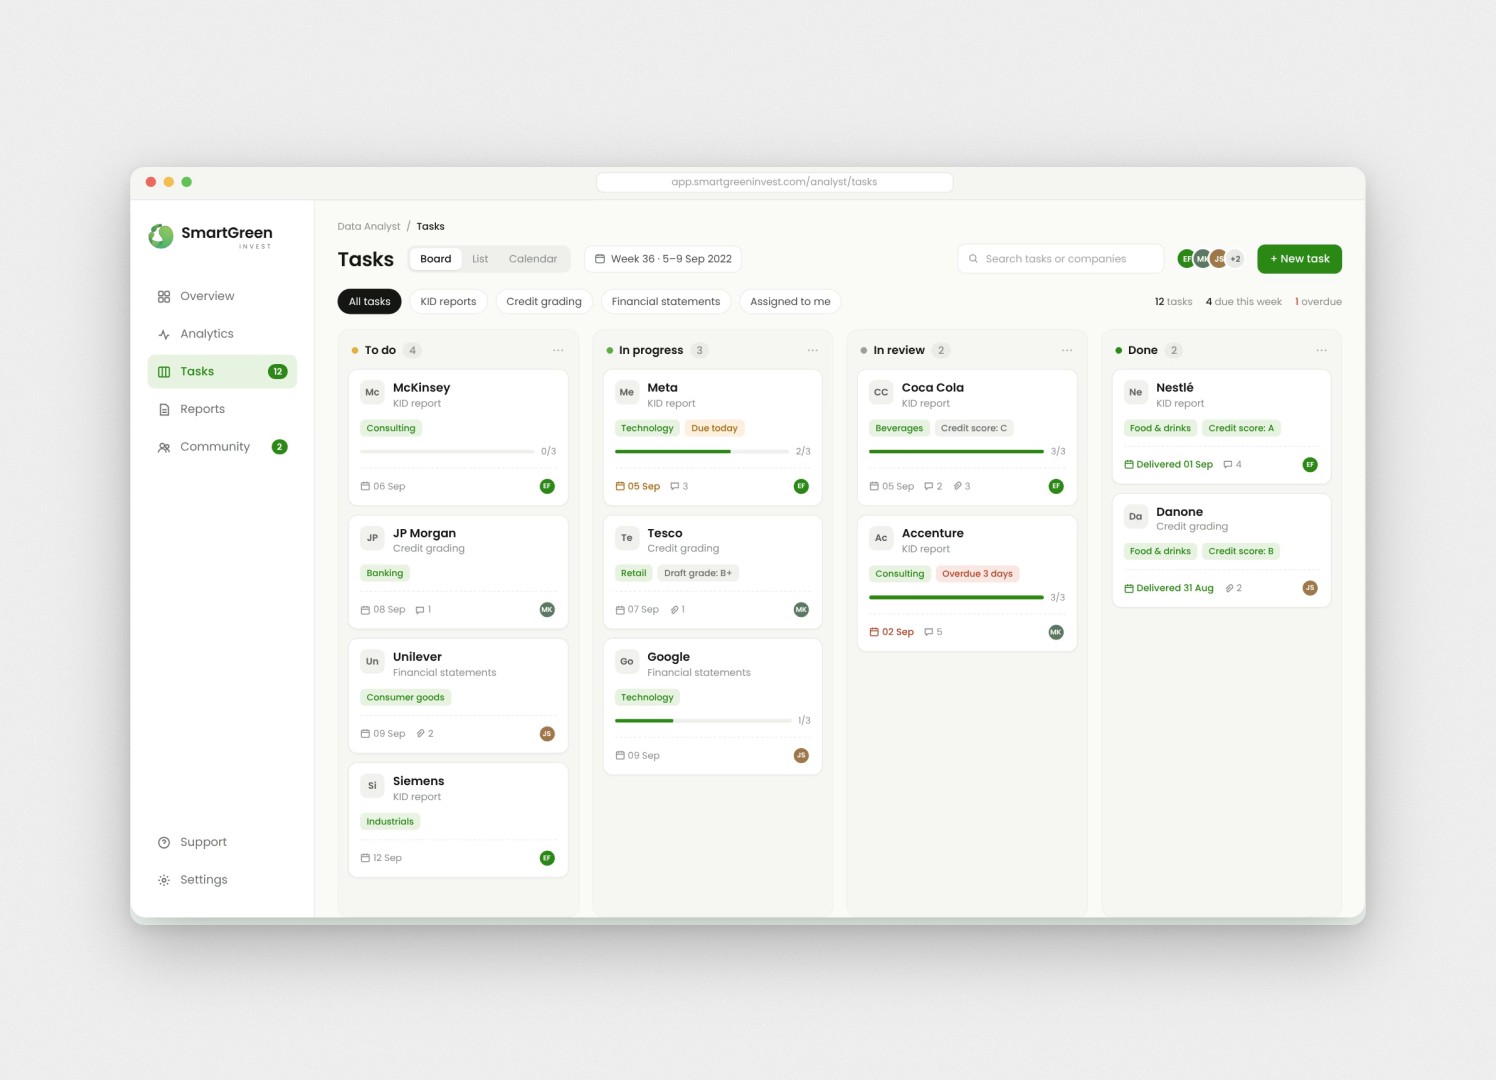 app.smartgreeninvest.com/analyst/tasks
SmartGreen
INVEST
Overview
Analytics
Tasks 12
Reports
Community 2
Support
Settings
Data Analyst / Tasks
Tasks
Board List Calendar
Week 36 · 5–9 Sep 2022
Search tasks or companies
EF MK JS +2
+ New task
All tasks KID reports Credit grading Financial statements Assigned to me
12 tasks 4 due this week 1 overdue
To do 4 ...
Mc McKinsey
KID report
Consulting
0/3
06 Sep EF
JP JP Morgan
Credit grading
Banking
08 Sep 1 MK
Un Unilever
Financial statements
Consumer goods
09 Sep 2 JS
Si Siemens
KID report
Industrials
12 Sep EF
In progress 3 ...
Me Meta
KID report
Technology Due today
2/3
05 Sep 3 EF
Te Tesco
Credit grading
Retail Draft grade: B+
07 Sep 1 MK
Go Google
Financial statements
Technology
1/3
09 Sep JS
In review 2 ...
CC Coca Cola
KID report
Beverages Credit score: C
3/3
05 Sep 2 3 EF
Ac Accenture
KID report
Consulting Overdue 3 days
3/3
02 Sep 5 MK
Done 2 ...
Ne Nestlé
KID report
Food & drinks Credit score: A
Delivered 01 Sep 4 EF
Da Danone
Credit grading
Food & drinks Credit score: B
Delivered 31 Aug 2 JS